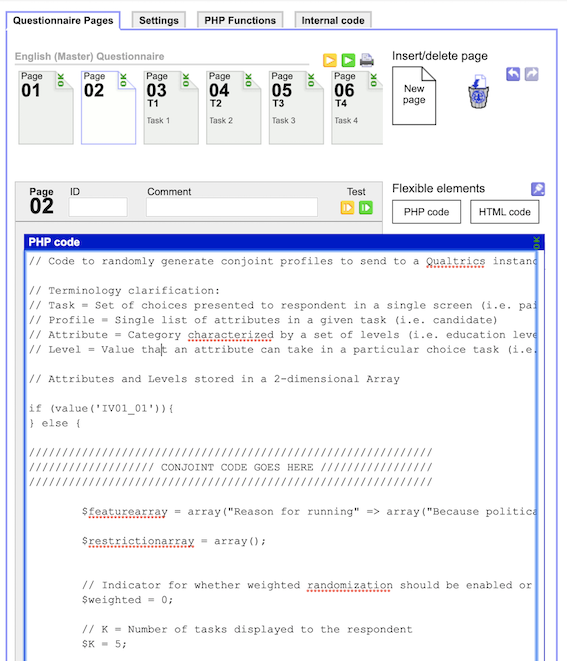 Questionnaire Pages Settings PHP Functions Internal code
English (Master) Questionnaire
Insert/delete page
Page 01 OK
Page 02 OK
Page 03 OK T1 Task 1
Page 04 OK T2 Task 2
Page 05 OK T3 Task 3
Page 06 OK T4 Task 4
New page
Page 02 ID Comment Test
Flexible elements
PHP code HTML code
PHP code OK
// Code to randomly generate conjoint profiles to send to a Qualtrics instan
// Terminology clarification:
// Task = Set of choices presented to respondent in a single screen (i.e. pai
// Profile = Single list of attributes in a given task (i.e. candidate)
// Attribute = Category characterized by a set of levels (i.e. education leve
// Level = Value that an attribute can take in a particular choice task (i.e.
// Attributes and Levels stored in a 2-dimensional Array
if (value('IV01_01')){
} else {
/////////////////////////////////////////////////////////////
/////////////////// CONJOINT CODE GOES HERE /////////////////
/////////////////////////////////////////////////////////////
$featurearray = array("Reason for running" => array("Because politica
$restrictionarray = array();
// Indicator for whether weighted randomization should be enabled or
$weighted = 0;
// K = Number of tasks displayed to the respondent
$K = 5;